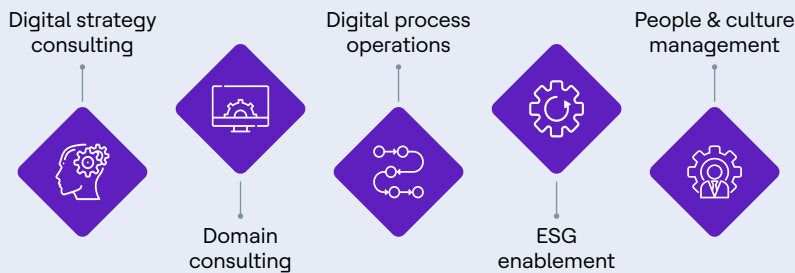 Digital strategy
consulting
Domain
consulting
Digital process
operations
ESG
enablement
People & culture
management